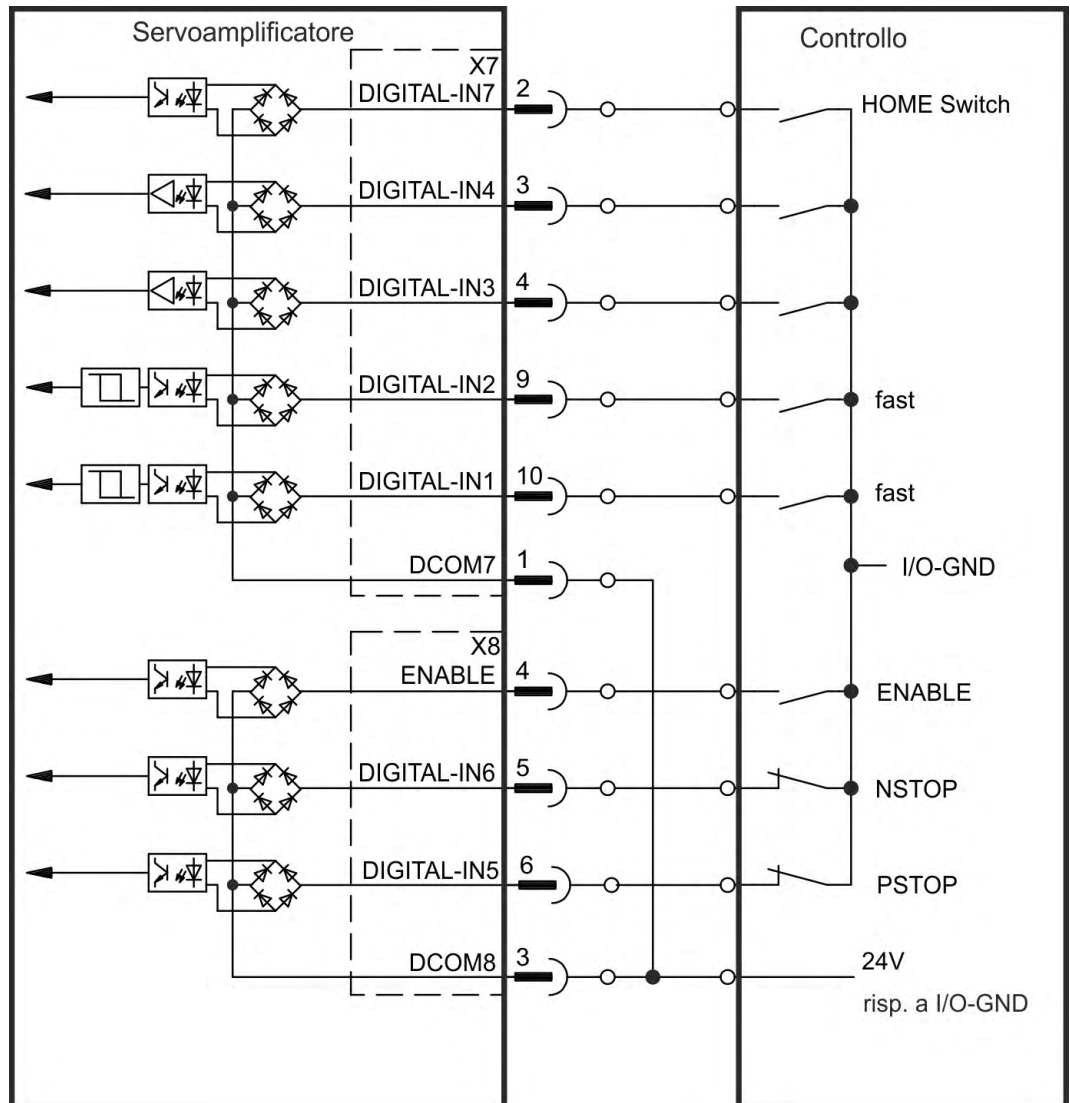 Servoamplificatore
Controllo
X7
DIGITAL-IN7
2
HOME Switch
DIGITAL-IN4
3
DIGITAL-IN3
4
DIGITAL-IN2
9
fast
DIGITAL-IN1
10
fast
DCOM7
1
I/O-GND
X8
ENABLE
4
ENABLE
DIGITAL-IN6
5
NSTOP
DIGITAL-IN5
6
PSTOP
DCOM8
3
24V
risp. a I/O-GND